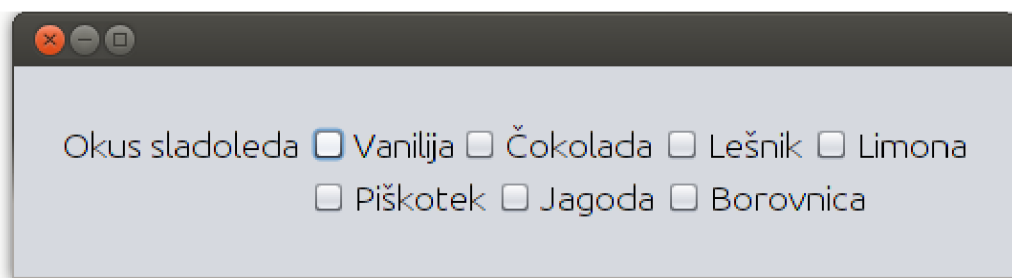 Okus sladoleda Vanilija Čokolada Lešnik Limona
Piškotek Jagoda Borovnica